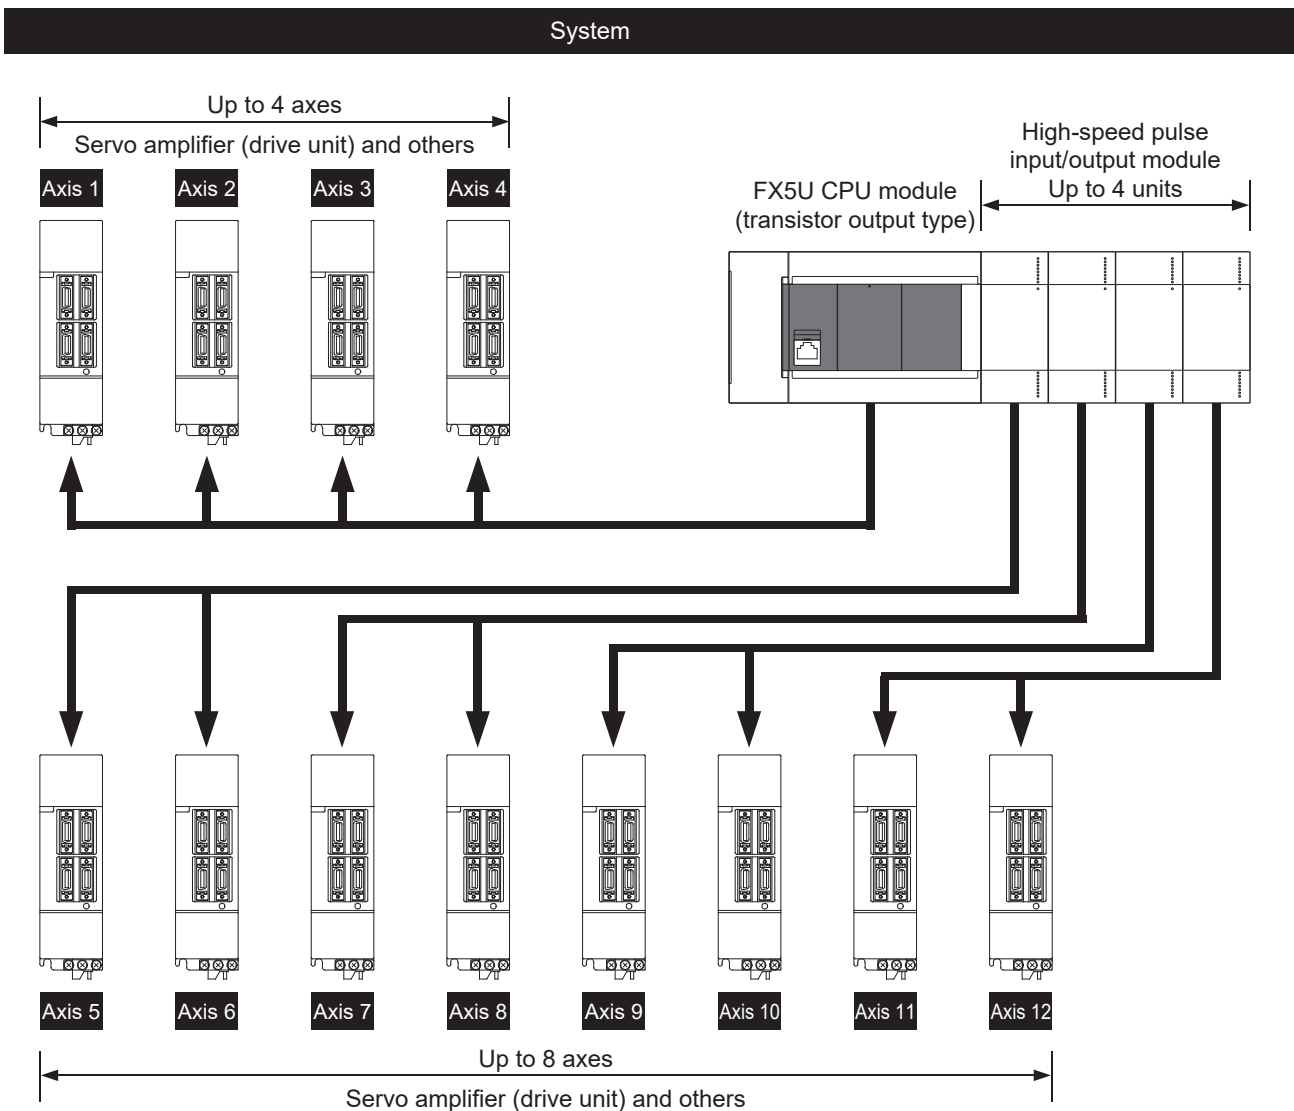 System
Up to 4 axes
Servo amplifier (drive unit) and others
Axis 1
Axis 2
Axis 3
Axis 4
FX5U CPU module
(transistor output type)
High-speed pulse
input/output module
Up to 4 units
Axis 5
Axis 6
Axis 7
Axis 8
Axis 9
Axis 10
Axis 11
Axis 12
Up to 8 axes
Servo amplifier (drive unit) and others